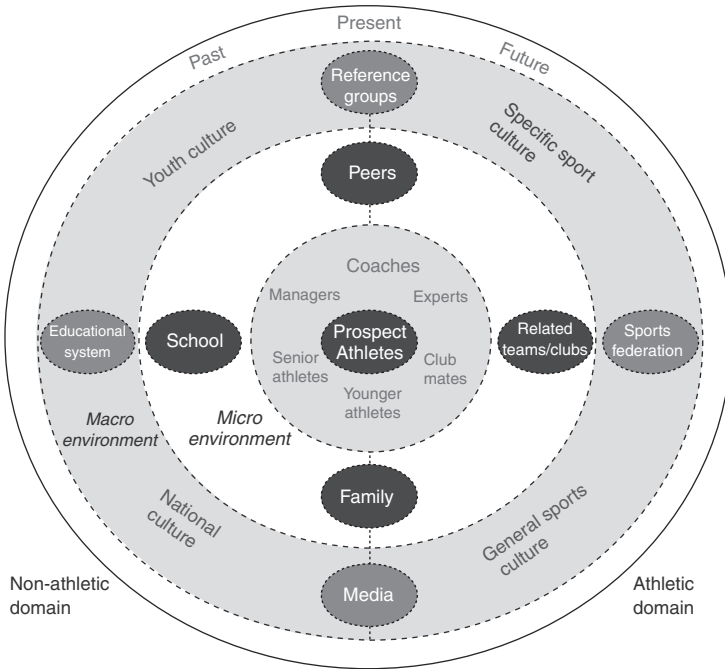 Present
Past
Future
Reference
groups
Youth culture
Specific sport
culture
Peers
Coaches
Managers
Experts
Educational
system
School
Prospect
Athletes
Related
teams/clubs
Sports
federation
Senior
athletes
Club
mates
Younger
athletes
Macro
environment
Micro
environment
Family
National
culture
General sports
culture
Media
Non-athletic
domain
Athletic
domain